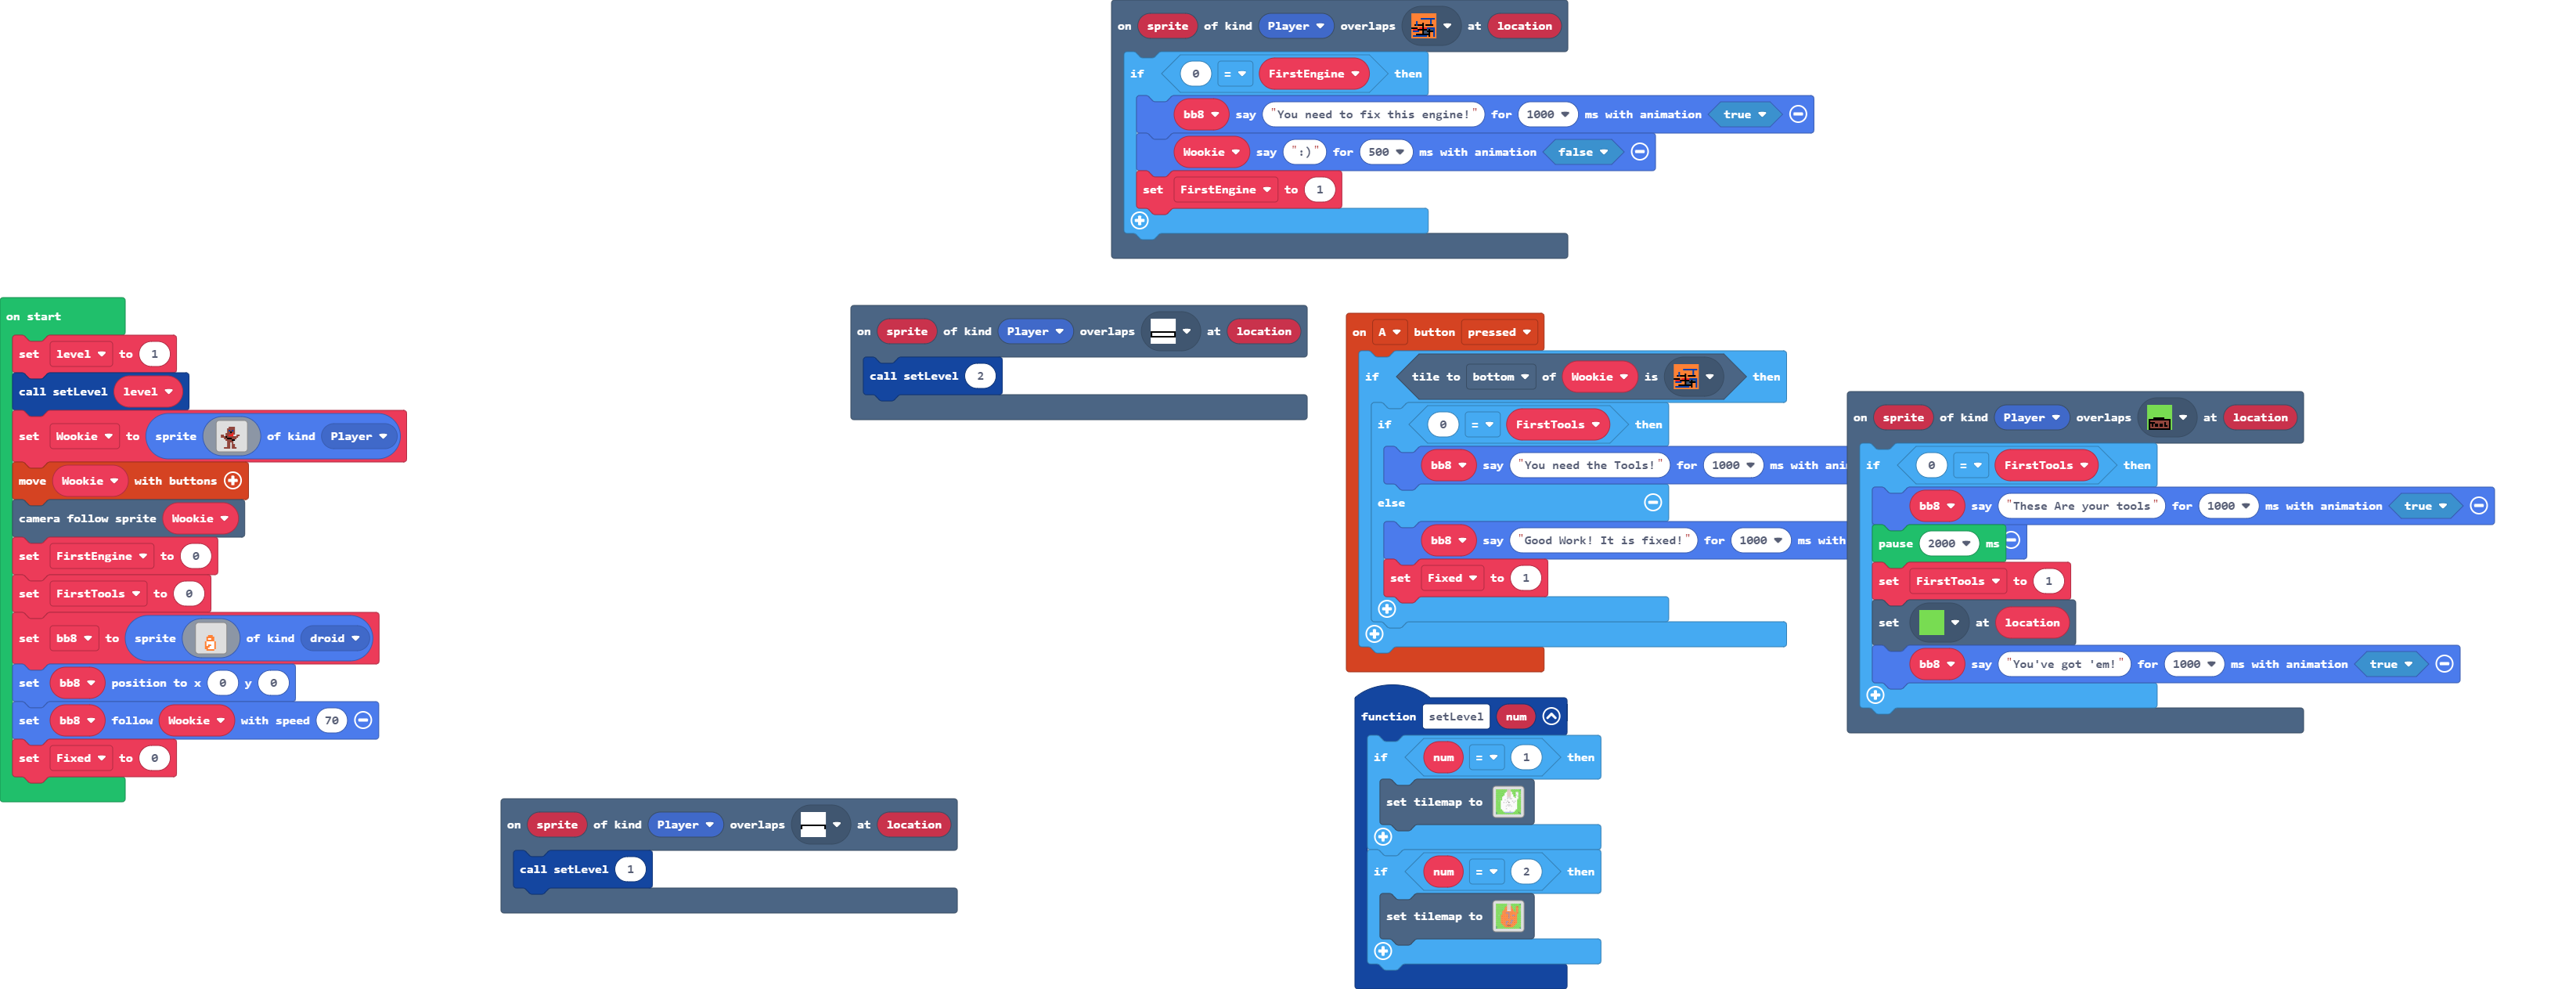 on sprite of kind Player overlaps at location
if 0 = FirstEngine then
bb8 say "You need to fix this engine!" for 1000 ms with animation true
Wookie say ":)" for 500 ms with animation false
set FirstEngine to 1
on start
set level to 1
call setLevel level
set Wookie to sprite of kind Player
move Wookie with buttons
camera follow sprite Wookie
set FirstEngine to 0
set FirstTools to 0
set bb8 to sprite of kind droid
set bb8 position to x 0 y 0
set bb8 follow Wookie with speed 70
set Fixed to 0
on sprite of kind Player overlaps at location
call setLevel 2
on sprite of kind Player overlaps at location
call setLevel 1
on A button pressed
if tile to bottom of Wookie is then
if 0 = FirstTools then
bb8 say "You need the Tools!" for 1000 ms with ani
else
bb8 say "Good Work! It is fixed!" for 1000 ms with
set Fixed to 1
function setLevel num
if num = 1 then
set tilemap to
if num = 2 then
set tilemap to
on sprite of kind Player overlaps at location
if 0 = FirstTools then
bb8 say "These Are your tools" for 1000 ms with animation true
pause 2000 ms
set FirstTools to 1
set at location
bb8 say "You've got 'em!" for 1000 ms with animation true